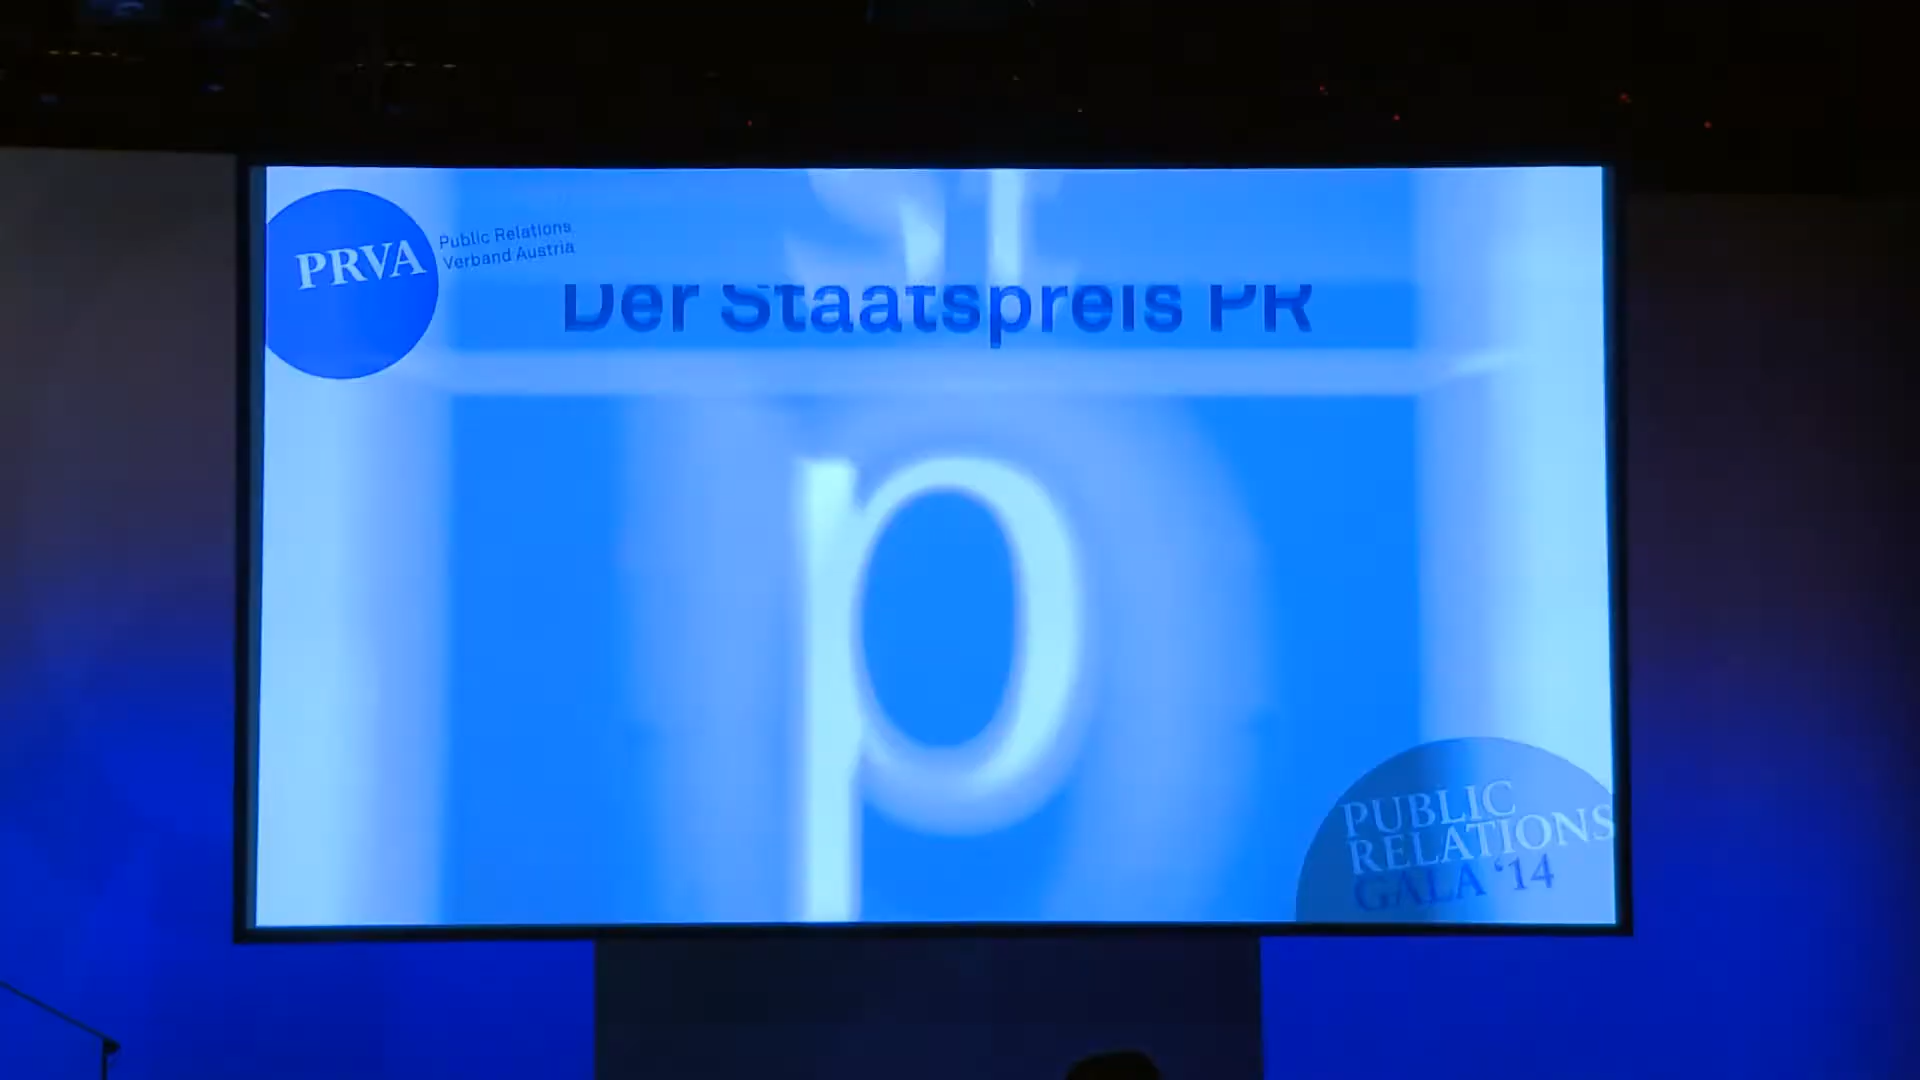 PRVA
Public Relations
Verband Austria
Der Staatspreis PR
p
PUBLIC
RELATIONS
GALA ‘14